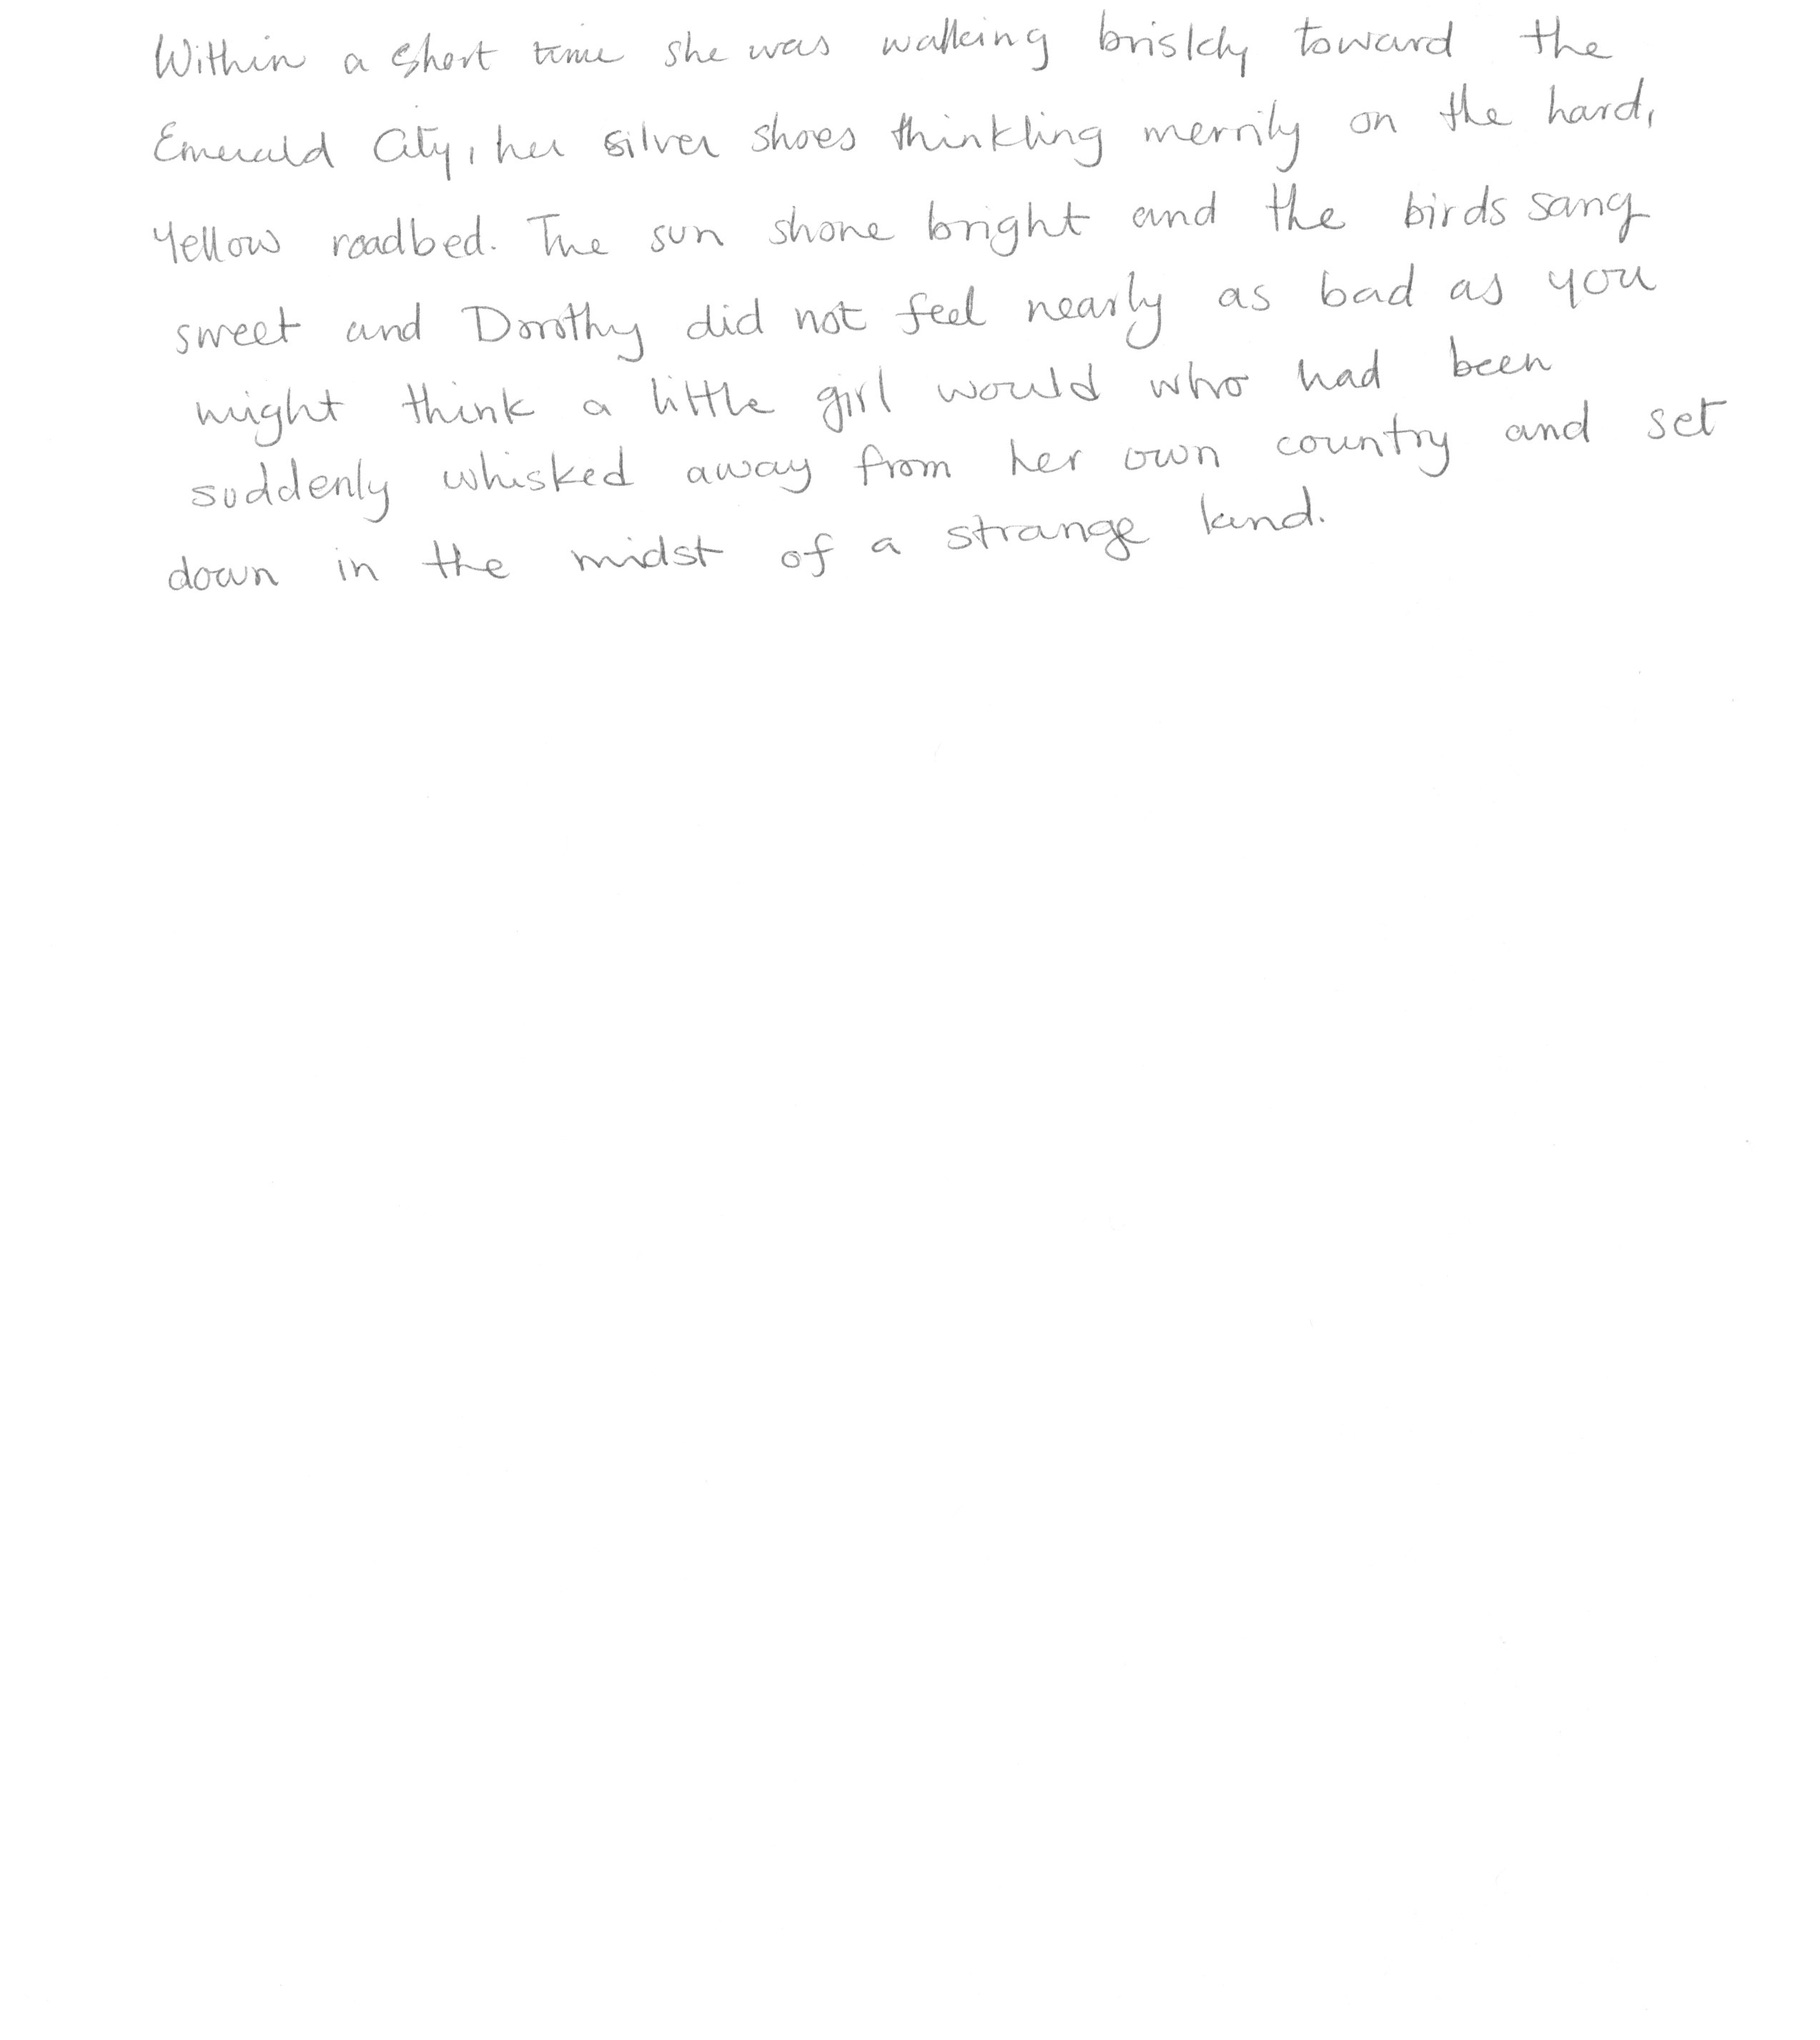 Within a short time she was walking briskly toward the
Emerald City, her silver shoes thinkling merrily on the hard,
Yellow roadbed. The sun shone bright and the birds sang
sweet and Dorothy did not feel nearly as bad as you
might think a little girl would who had been
suddenly whisked away from her own country and set
down in the midst of a strange land.